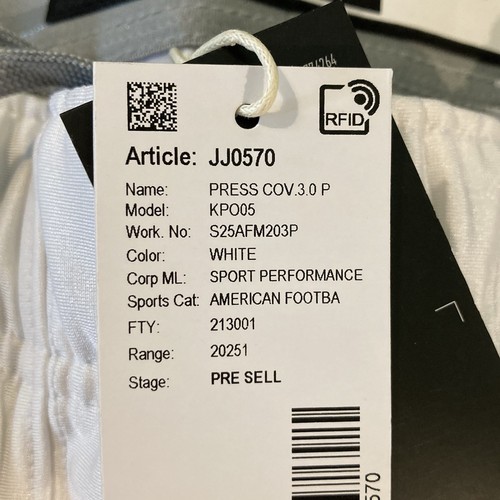 RFID
Article: JJ0570
Name: PRESS COV.3.0 P
Model: KPO05
Work. No: S25AFM203P
Color: WHITE
Corp ML: SPORT PERFORMANCE
Sports Cat: AMERICAN FOOTBA
FTY: 213001
Range: 20251
Stage: PRE SELL
570